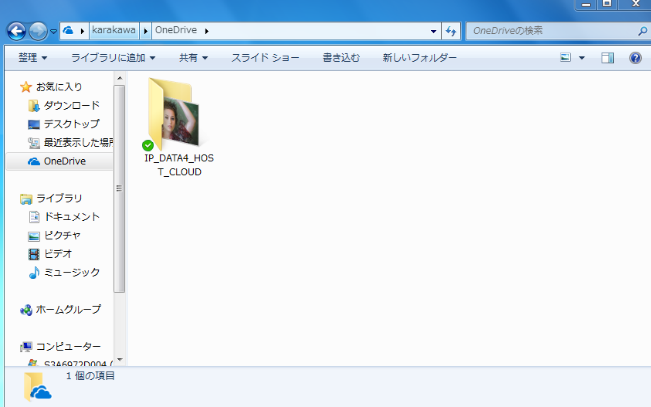 karakawa OneDrive OneDriveの検索
整理 ライブラリに追加 共有 スライド ショー 書き込む 新しいフォルダー
お気に入り
ダウンロード
デスクトップ
最近表示した場所
OneDrive
ライブラリ
ドキュメント
ピクチャ
ビデオ
ミュージック
ホームグループ
コンピューター
S3A6972D004 (
IP_DATA4_HOS
T_CLOUD
1 個の項目